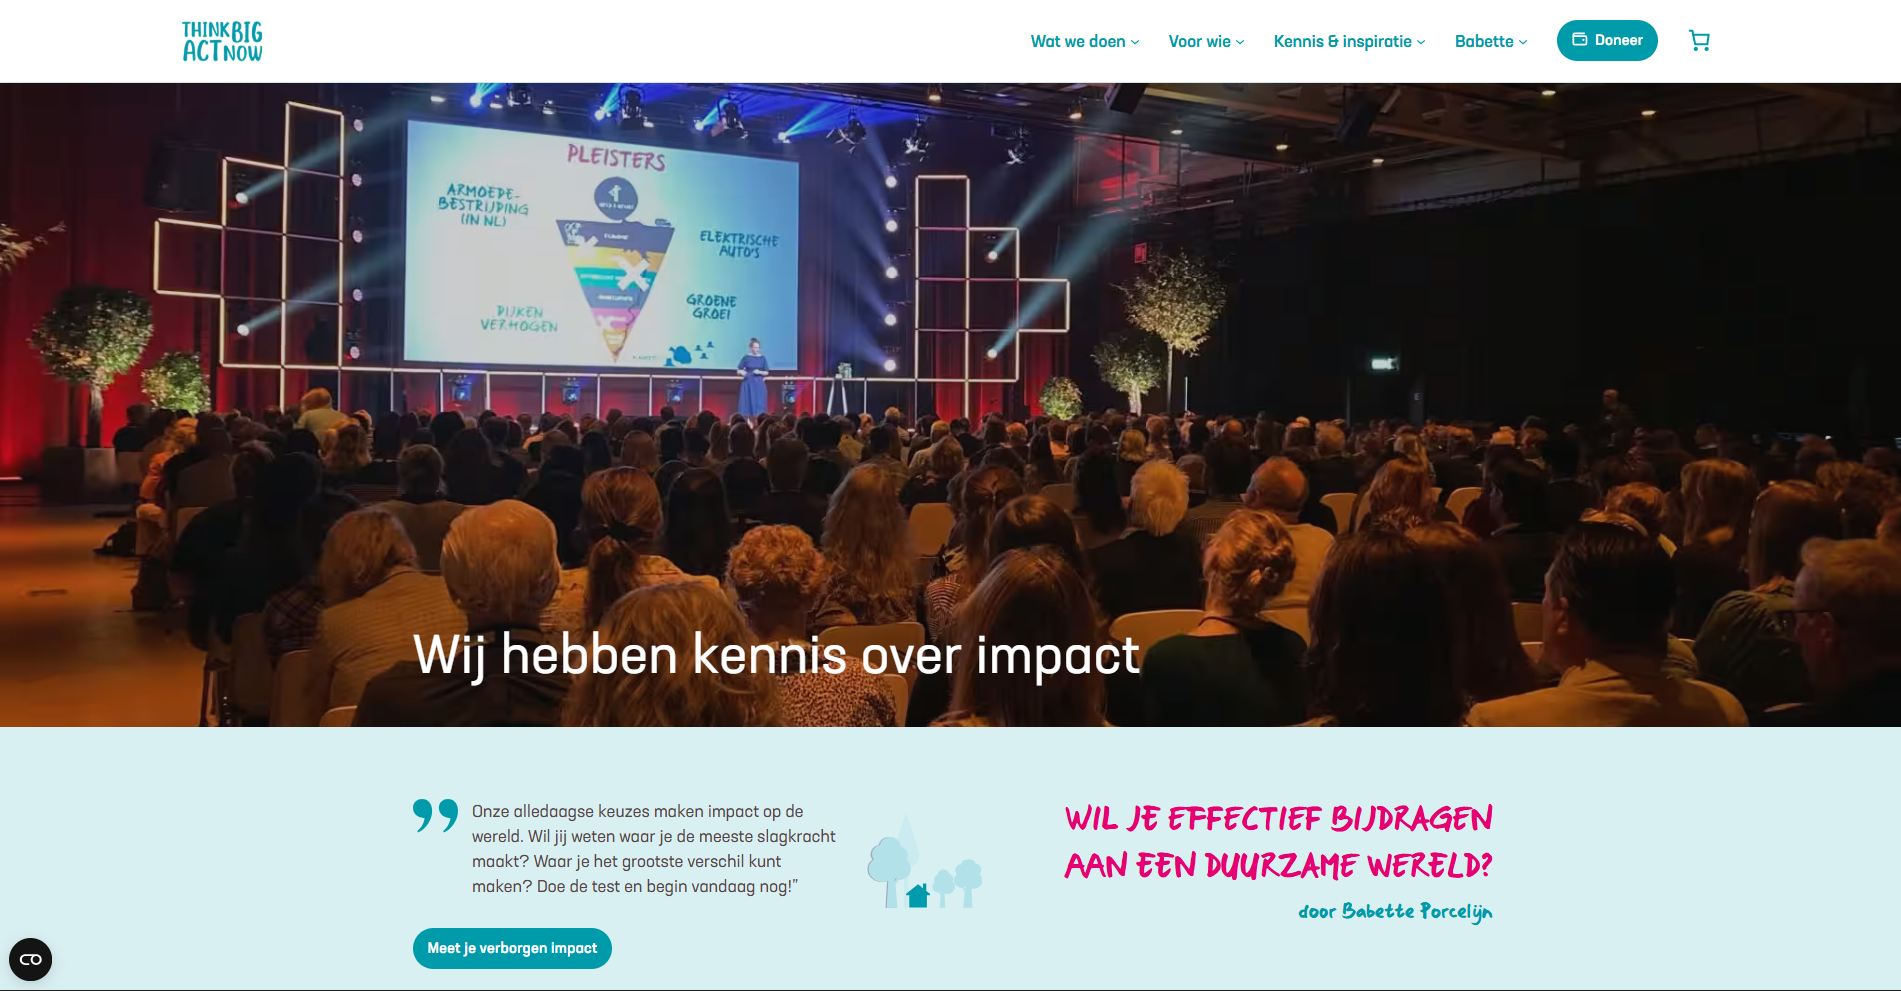 THINK BIG
ACT NOW
Wat we doen
Voor wie
Kennis & inspiratie
Babette
Doneer
PLEISTERS
ARMOEDE-
BESTRIJDING
(IN NL)
ELEKTRISCHE
AUTO'S
DIJKEN
VERHOGEN
GROENE
GROEI
Wij hebben kennis over impact
Onze alledaagse keuzes maken impact op de
wereld. Wil jij weten waar je de meeste slagkracht
maakt? Waar je het grootste verschil kunt
maken? Doe de test en begin vandaag nog!”
Meet je verborgen impact
WIL JE EFFECTIEF BIJDRAGEN
AAN EEN DUURZAME WERELD?
door Babette Porcelijn